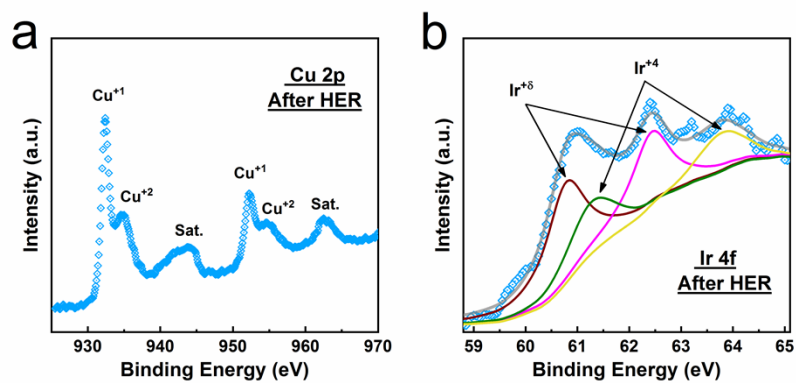 a
Cu 2p
After HER
Cu+1
Cu+2
Sat.
Cu+1
Cu+2
Sat.
Intensity (a.u.)
930 940 950 960 970
Binding Energy (eV)
b
Ir+δ
Ir+4
Ir 4f
After HER
Intensity (a.u.)
59 60 61 62 63 64 65
Binding Energy (eV)